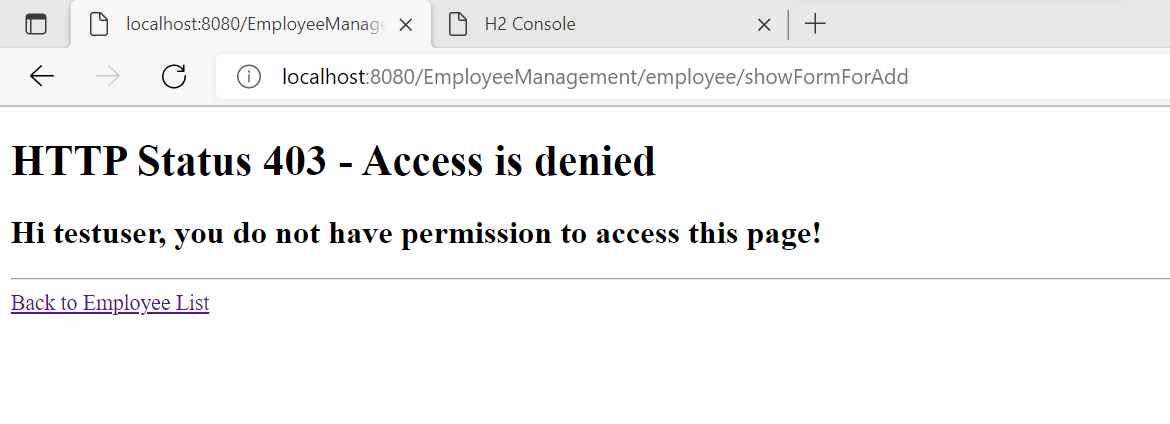 localhost:8080/EmployeeManage
H2 Console
localhost:8080/EmployeeManagement/employee/showFormForAdd
HTTP Status 403 - Access is denied
Hi testuser, you do not have permission to access this page!
Back to Employee List